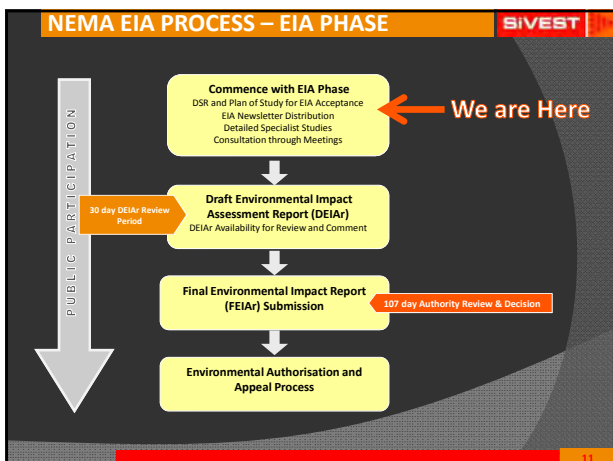 NEMA EIA PROCESS – EIA PHASE
SiVEST
Commence with EIA Phase
DSR and Plan of Study for EIA Acceptance
EIA Newsletter Distribution
Detailed Specialist Studies
Consultation through Meetings
We are Here
PUBLIC PARTICIPATION
30 day DEIAr Review
Period
Draft Environmental Impact
Assessment Report (DEIAr)
DEIAr Availability for Review and Comment
Final Environmental Impact Report
(FEIAr) Submission
107 day Authority Review & Decision
Environmental Authorisation and
Appeal Process
11